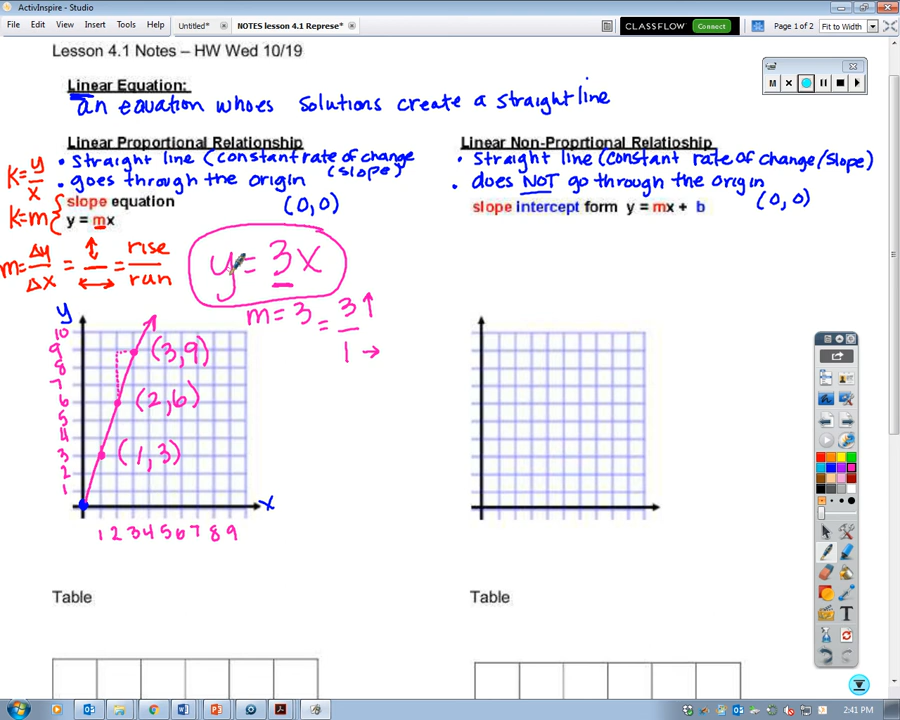 ActivInspire - Studio
File Edit View Insert Tools Help
Untitled* NOTES lesson 4.1 Represe* CLASSFLOW Connect Page 1 of 2 Fit to Width
Lesson 4.1 Notes – HW Wed 10/19
Linear Equation:
an equation whoes solutions create a straight line
Linear Proportional Relationship
• Straight line (constant rate of change (slope)
• goes through the origin (0,0)
k = y/x
k = m { slope equation
y = mx
m = Δy/Δx = ↕/↔ = rise/run
y = 3x
m = 3 = 3↑/1→
y
10
9
8
7
6
5
4
3
2
1
(3,9)
(2,6)
(1,3)
x
1 2 3 4 5 6 7 8 9
Table
Linear Non-Proprtional Relatioship
• Straight line (constant rate of change/(slope)
• does NOT go through the origin (0,0)
slope intercept form y = mx + b
Table
M
T
2:41 PM